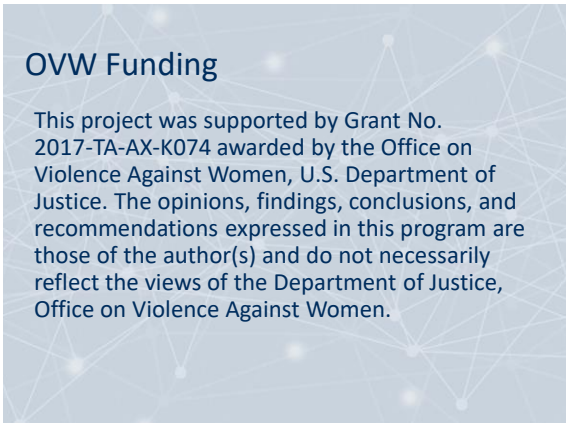 OVW Funding
This project was supported by Grant No.
2017-TA-AX-K074 awarded by the Office on
Violence Against Women, U.S. Department of
Justice. The opinions, findings, conclusions, and
recommendations expressed in this program are
those of the author(s) and do not necessarily
reflect the views of the Department of Justice,
Office on Violence Against Women.